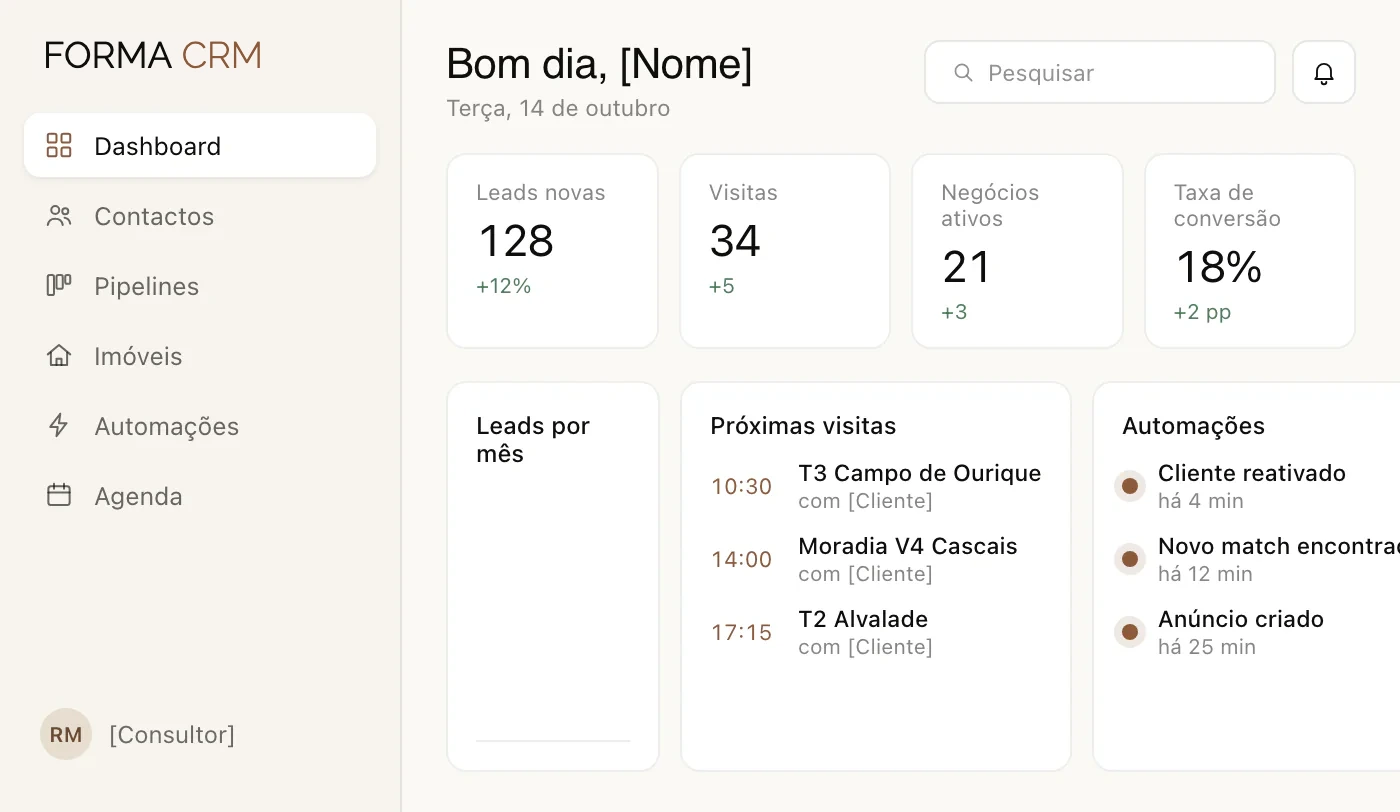 FORMA CRM
Dashboard
Contactos
Pipelines
Imóveis
Automações
Agenda
RM
[Consultor]
Bom dia, [Nome]
Terça, 14 de outubro
Pesquisar
Leads novas
128
+12%
Visitas
34
+5
Negócios
ativos
21
+3
Taxa de
conversão
18%
+2 pp
Leads por
mês
Próximas visitas
10:30
T3 Campo de Ourique
com [Cliente]
14:00
Moradia V4 Cascais
com [Cliente]
17:15
T2 Alvalade
com [Cliente]
Automações
Cliente reativado
há 4 min
Novo match
há 12 min
Anúncio criado
há 25 min